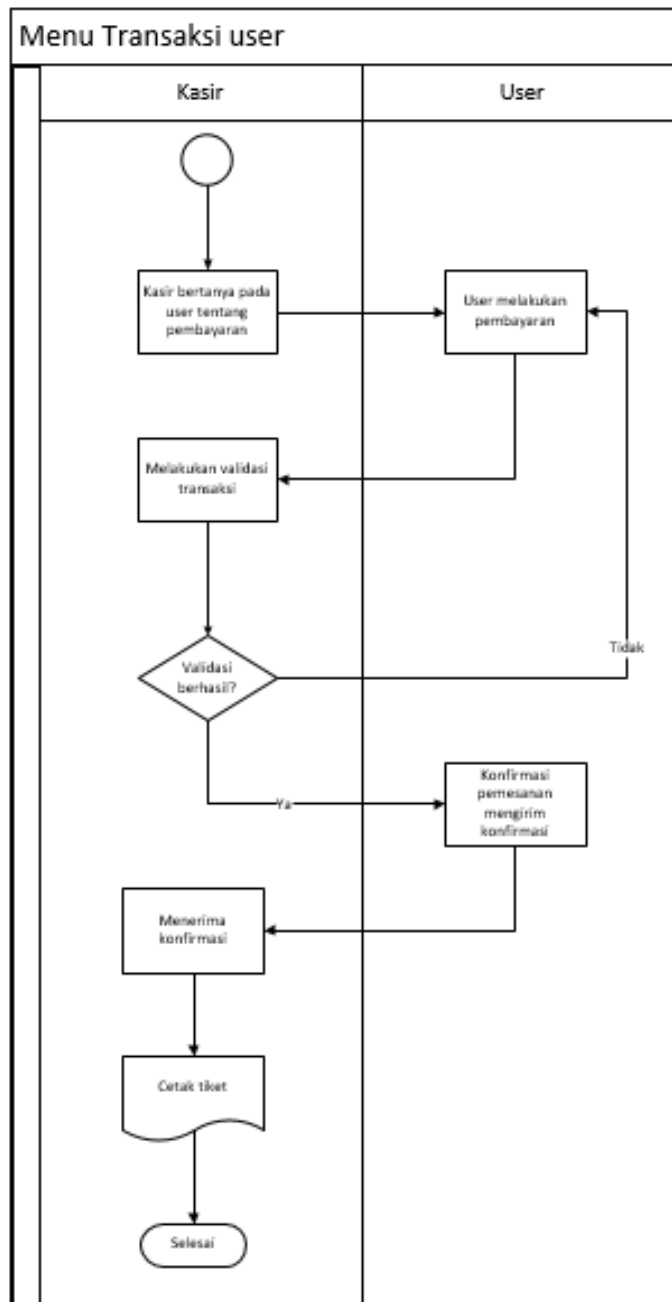 Menu Transaksi user
Kasir
User
Kasir bertanya pada
user tentang
pembayaran
User melakukan
pembayaran
Melakukan validasi
transaksi
Validasi
berhasil?
Tidak
Ya
Konfirmasi
pemesanan
mengirim
konfirmasi
Menerima
konfirmasi
Cetak tiket
Selesai